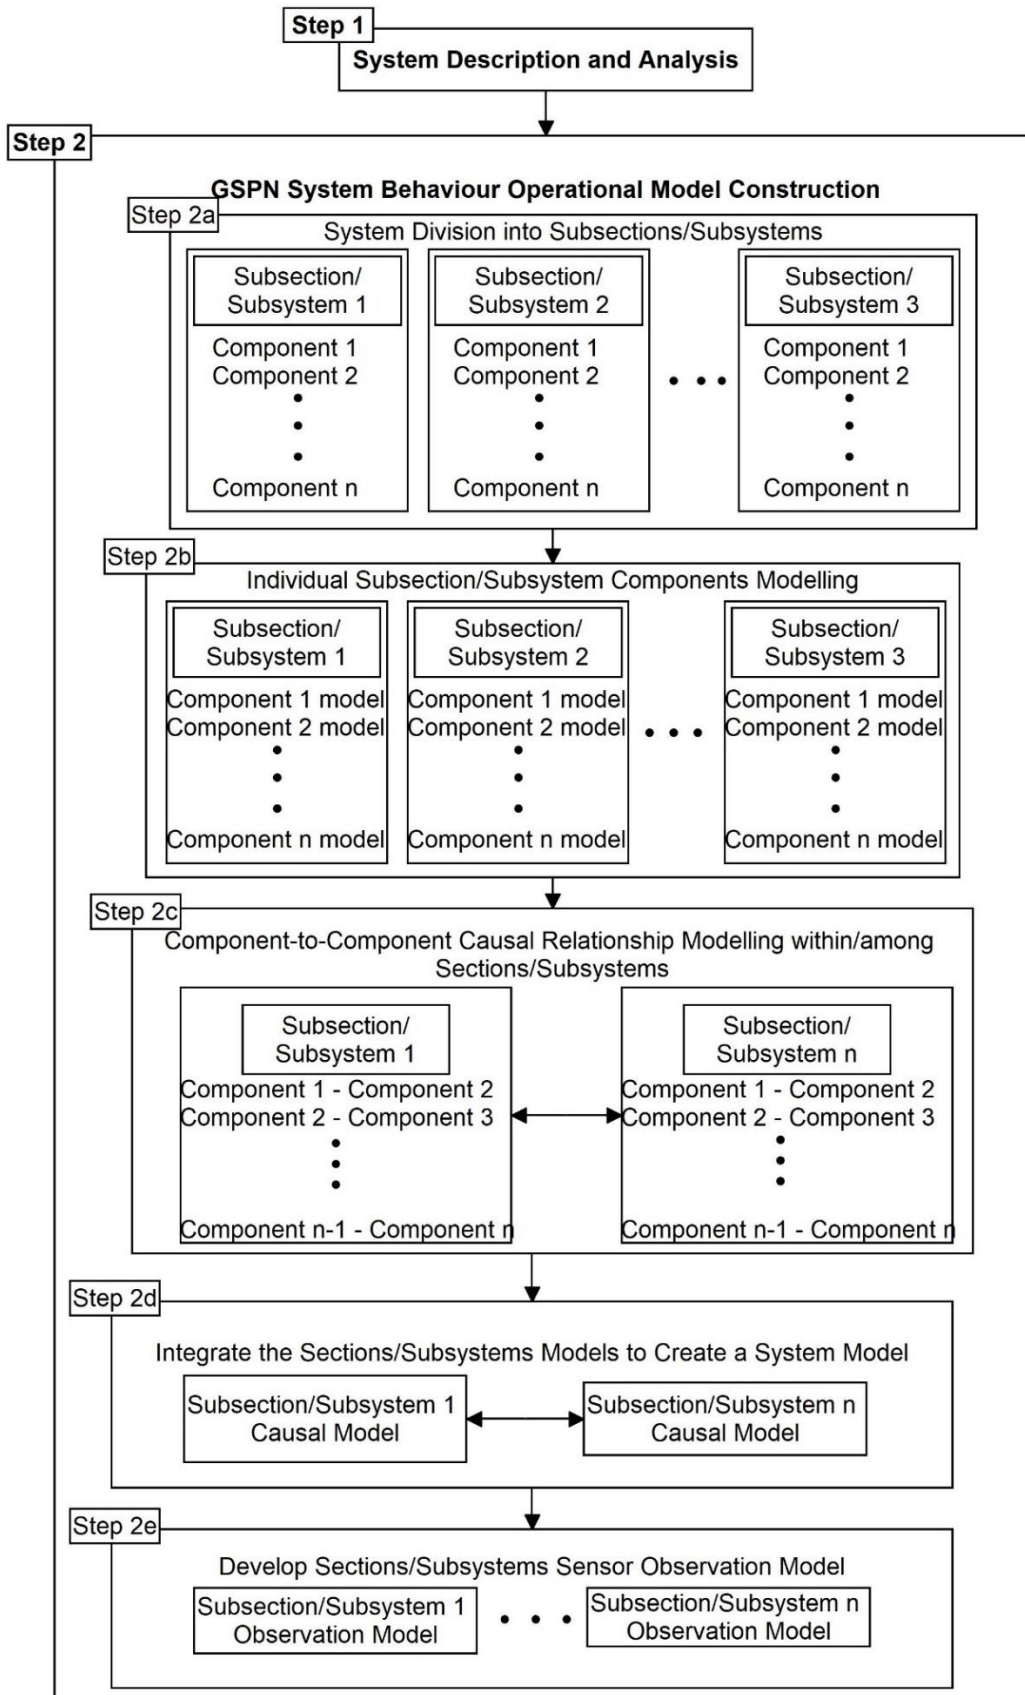 Step 1
System Description and Analysis
Step 2
GSPN System Behaviour Operational Model Construction
Step 2a
System Division into Subsections/Subsystems
Subsection/
Subsystem 1
Component 1
Component 2
Component n
Subsection/
Subsystem 2
Component 1
Component 2
Component n
Subsection/
Subsystem 3
Component 1
Component 2
Component n
Step 2b
Individual Subsection/Subsystem Components Modelling
Subsection/
Subsystem 1
Component 1 model
Component 2 model
Component n model
Subsection/
Subsystem 2
Component 1 model
Component 2 model
Component n model
Subsection/
Subsystem 3
Component 1 model
Component 2 model
Component n model
Step 2c
Component-to-Component Causal Relationship Modelling within/among
Sections/Subsystems
Subsection/
Subsystem 1
Component 1 - Component 2
Component 2 - Component 3
Component n-1 - Component n
Subsection/
Subsystem n
Component 1 - Component 2
Component 2 - Component 3
Component n-1 - Component n
Step 2d
Integrate the Sections/Subsystems Models to Create a System Model
Subsection/Subsystem 1
Causal Model
Subsection/Subsystem n
Causal Model
Step 2e
Develop Sections/Subsystems Sensor Observation Model
Subsection/Subsystem 1
Observation Model
Subsection/Subsystem n
Observation Model